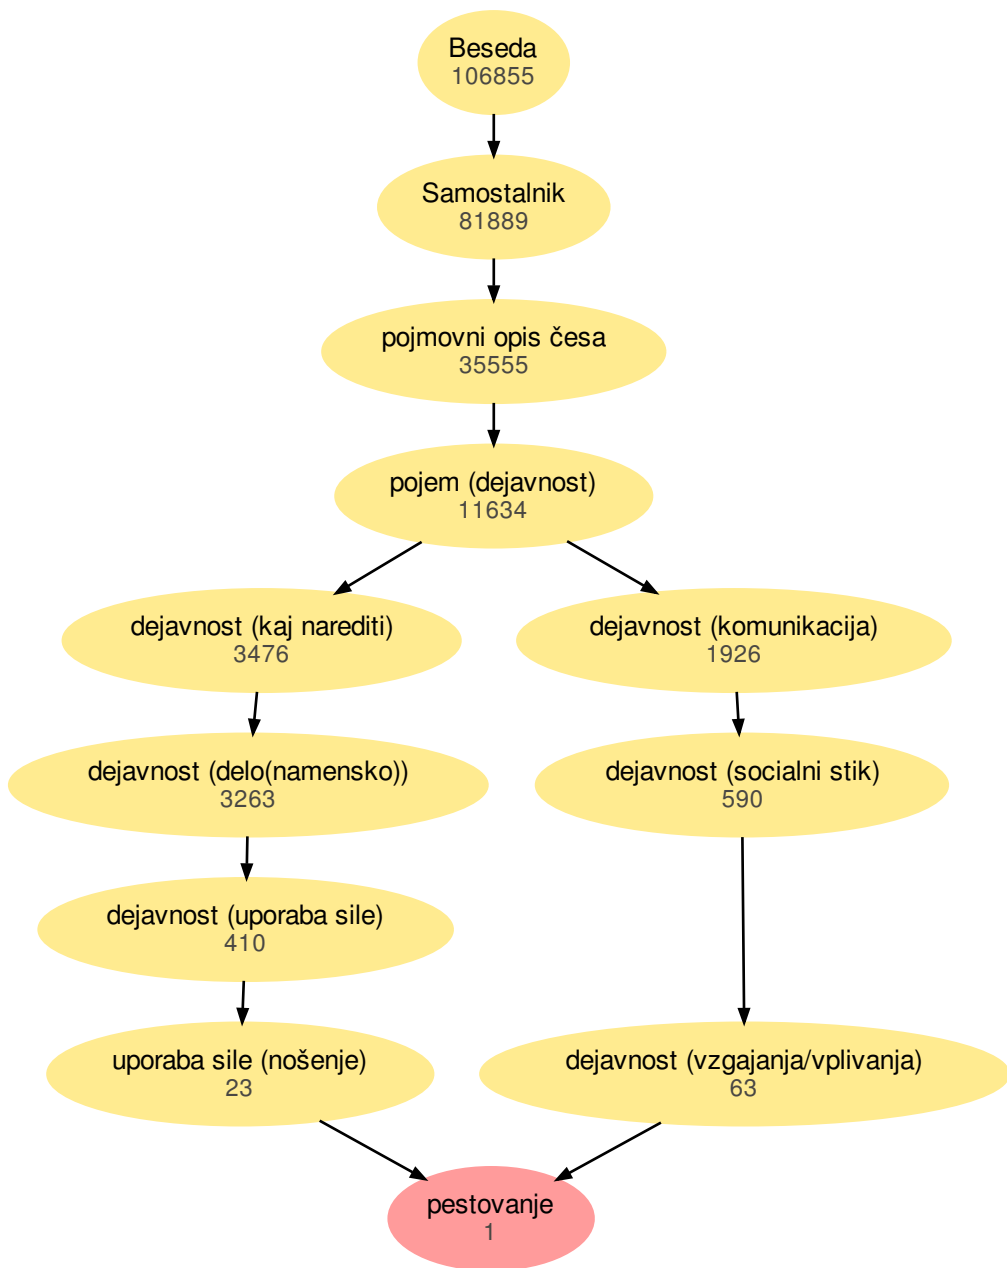 Beseda
106855
Samostalnik
81889
pojmovni opis česa
35555
pojem (dejavnost)
11634
dejavnost (kaj narediti)
3476
dejavnost (komunikacija)
1926
dejavnost (delo(namensko))
3263
dejavnost (socialni stik)
590
dejavnost (uporaba sile)
410
uporaba sile (nošenje)
23
dejavnost (vzgajanja/vplivanja)
63
pestovanje
1